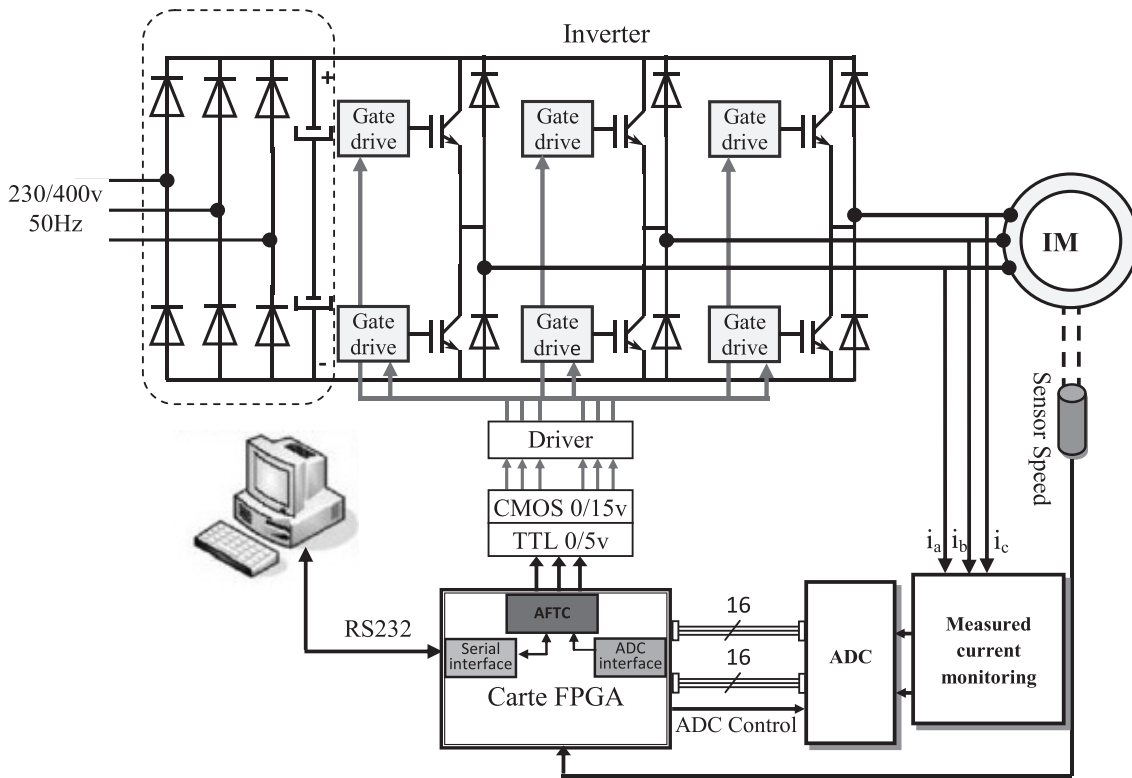 Inverter
+
Gate drive
Gate drive
Gate drive
230/400v
50Hz
IM
Gate drive
Gate drive
Gate drive
-
Sensor Speed
Driver
CMOS 0/15v
TTL 0/5v
ia ib ic
AFTC
16
RS232
Serial interface
ADC interface
ADC
Measured current monitoring
16
Carte FPGA
ADC Control